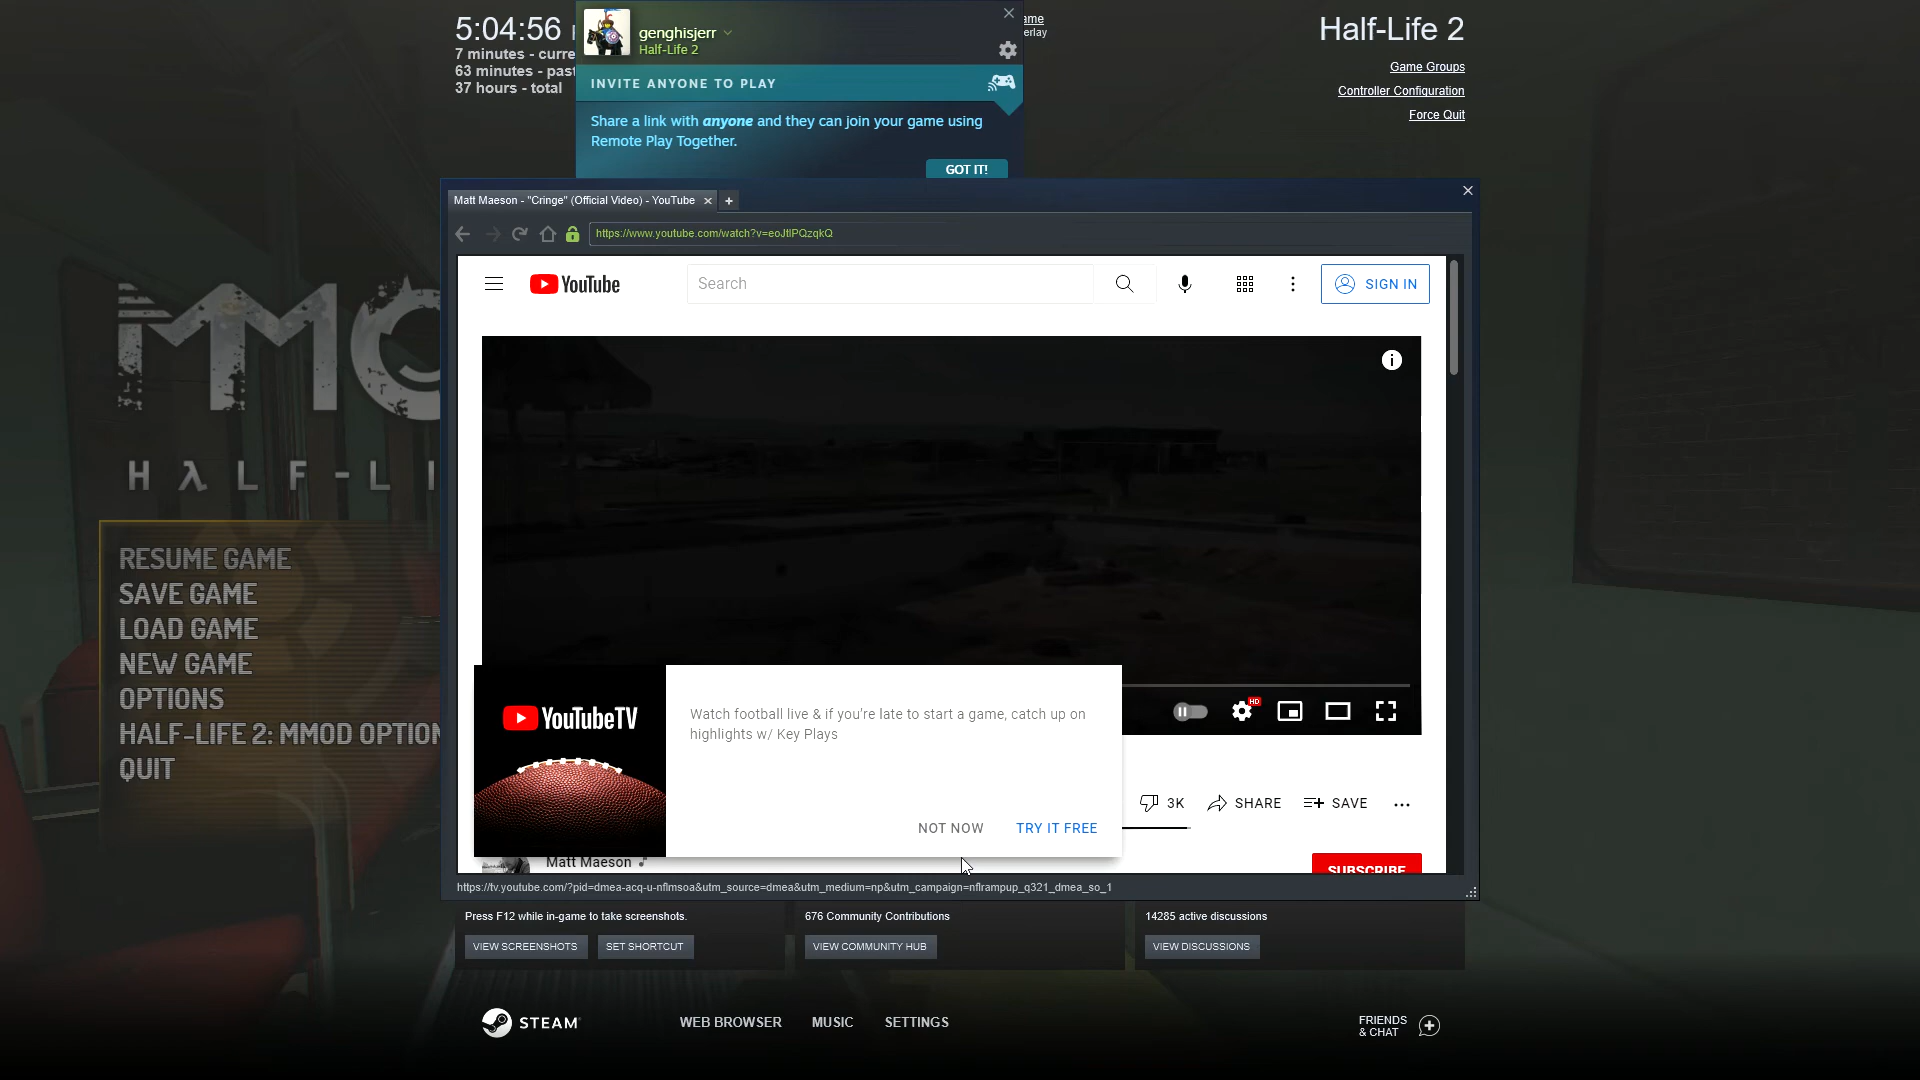 5:04:56
7 minutes - curre
63 minutes - past
37 hours - total
genghisjerr
Half-Life 2
ame
erlay
INVITE ANYONE TO PLAY
Share a link with anyone and they can join your game using
Remote Play Together.
GOT IT!
Half-Life 2
Game Groups
Controller Configuration
Force Quit
Matt Maeson - "Cringe" (Official Video) - YouTube
https://www.youtube.com/watch?v=eoJtlPQzqkQ
YouTube
Search
SIGN IN
MMO
HλLF-LI
RESUME GAME
SAVE GAME
LOAD GAME
NEW GAME
OPTIONS
HALF-LIFE 2: MMOD OPTION
QUIT
HD
YouTubeTV
Watch football live & if you're late to start a game, catch up on
highlights w/ Key Plays
NOT NOW
TRY IT FREE
3K
SHARE
SAVE
Matt Maeson
SUBSCRIBE
https://tv.youtube.com/?pid=dmea-acq-u-nflmsoa&utm_source=dmea&utm_medium=np&utm_campaign=nflrampup_q321_dmea_so_1
Press F12 while in-game to take screenshots.
VIEW SCREENSHOTS
SET SHORTCUT
676 Community Contributions
VIEW COMMUNITY HUB
14285 active discussions
VIEW DISCUSSIONS
STEAM
WEB BROWSER
MUSIC
SETTINGS
FRIENDS
& CHAT